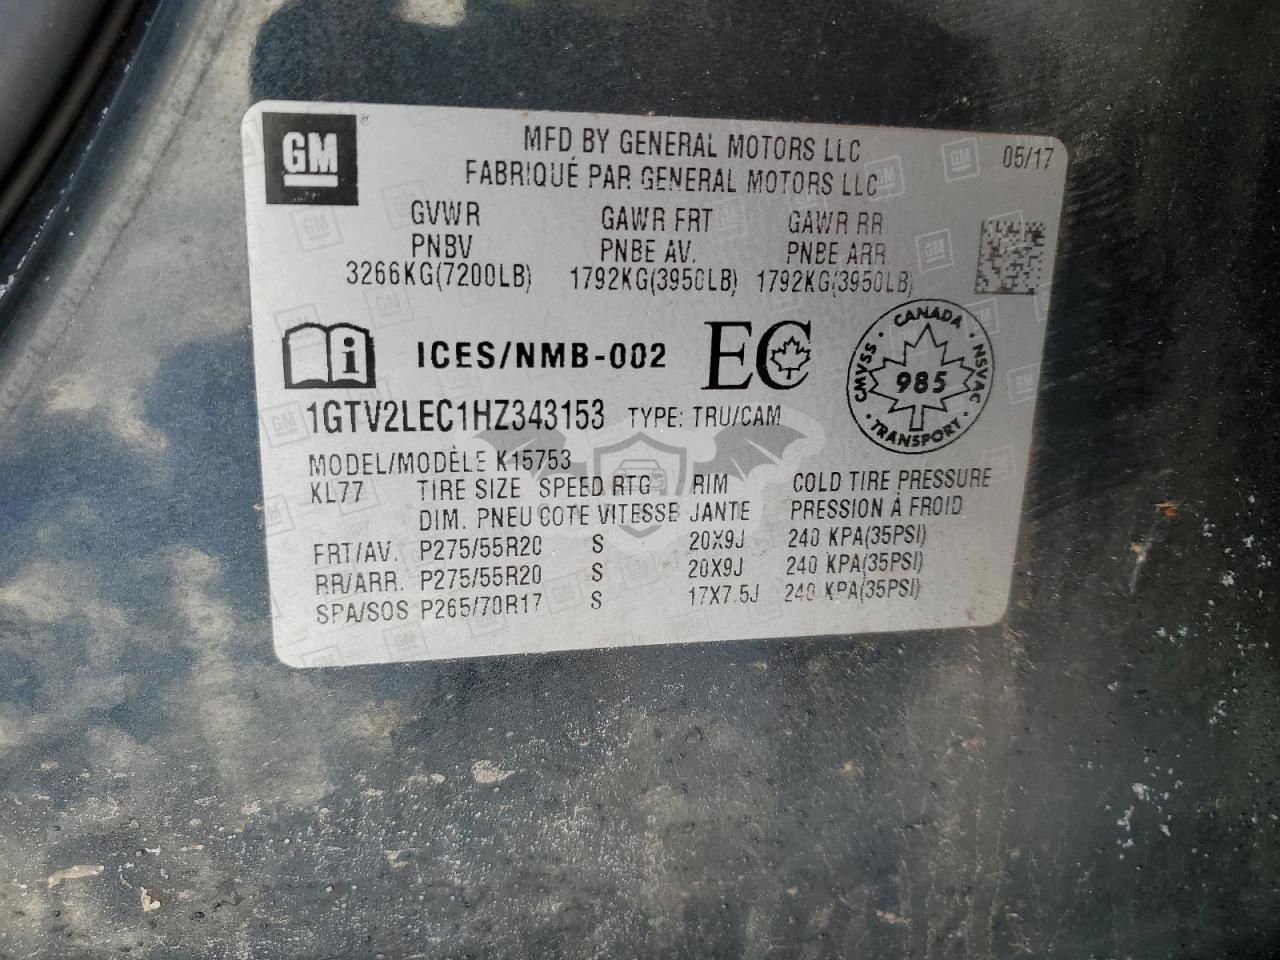 GM®
MFD BY GENERAL MOTORS LLC
05/17
FABRIQUÉ PAR GENERAL MOTORS LLC
GVWR GAWR FRT GAWR RR
PNBV PNBE AV. PNBE ARR
3266KG(7200LB) 1792KG(3950LB) 1792KG(3950LB)
i ICES/NMB-002 EC
CANADA
CMVSS 985 NSVAC
TRANSPORT
1GTV2LEC1HZ343153 TYPE: TRU/CAM
MODEL/MODÈLE K15753
KL77 TIRE SIZE SPEED RTG RIM COLD TIRE PRESSURE
DIM. PNEU COTE VITESSE JANTE PRESSION À FROID
FRT/AV. P275/55R20 S 20X9J 240 KPA(35PSI)
RR/ARR. P275/55R20 S 20X9J 240 KPA(35PSI)
SPA/SOS P265/70R17 S 17X7.5J 240 KPA(35PSI)